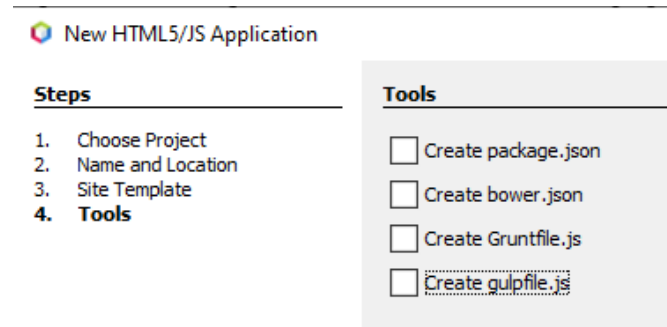 New HTML5/JS Application
Steps
1. Choose Project
2. Name and Location
3. Site Template
4. Tools
Tools
Create package.json
Create bower.json
Create Gruntfile.js
Create gulpfile.js